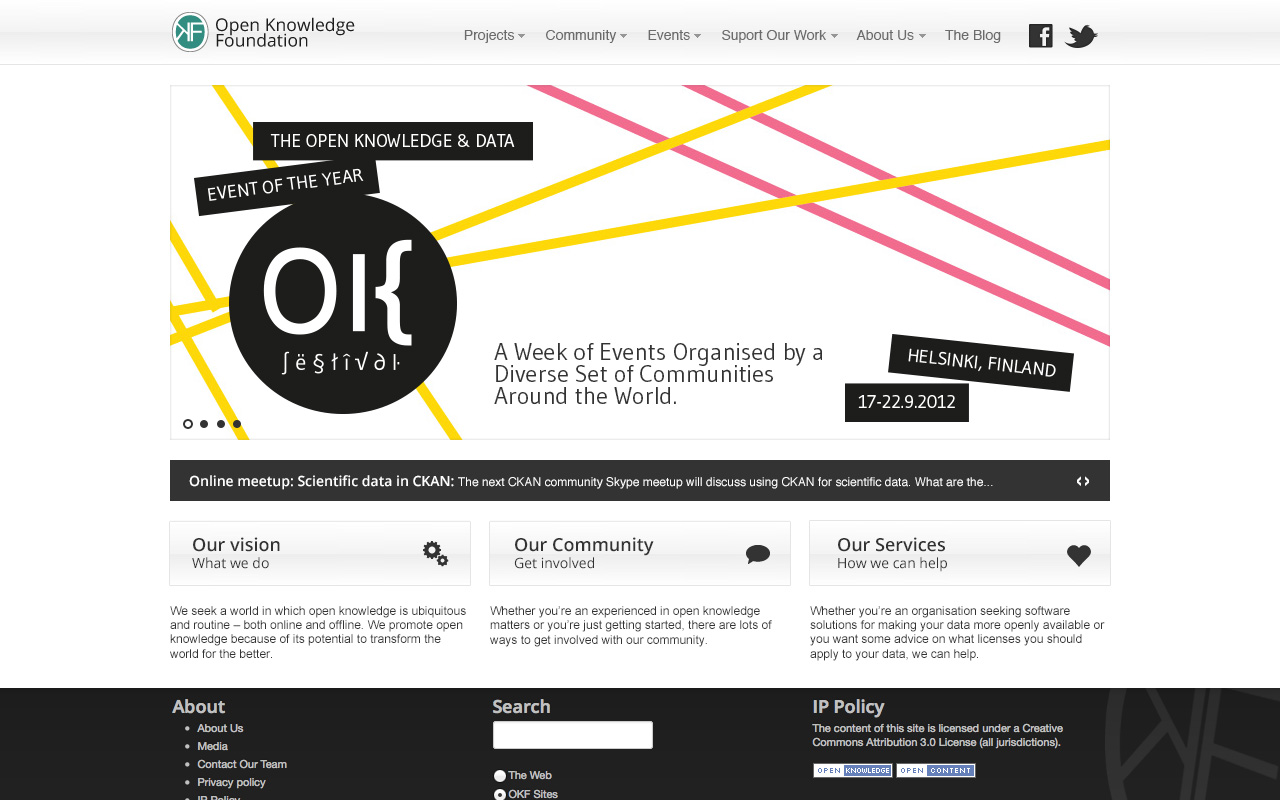 Open Knowledge
Foundation
Projects
Community
Events
Suport Our Work
About Us
The Blog
THE OPEN KNOWLEDGE & DATA
EVENT OF THE YEAR
OK{
ʃë§łî√∂ŀ
A Week of Events Organised by a
Diverse Set of Communities
Around the World.
HELSINKI, FINLAND
17-22.9.2012
Online meetup: Scientific data in CKAN: The next CKAN community Skype meetup will discuss using CKAN for scientific data. What are the...
Our vision
What we do
Our Community
Get involved
Our Services
How we can help
We seek a world in which open knowledge is ubiquitous
and routine – both online and offline. We promote open
knowledge because of its potential to transform the
world for the better.
Whether you're an experienced in open knowledge
matters or you're just getting started, there are lots of
ways to get involved with our community.
Whether you're an organisation seeking software
solutions for making your data more openly available or
you want some advice on what licenses you should
apply to your data, we can help.
About
About Us
Media
Contact Our Team
Privacy policy
IP Policy
Search
The Web
OKF Sites
IP Policy
The content of this site is licensed under a Creative
Commons Attribution 3.0 License (all jurisdictions).
OPEN KNOWLEDGE
OPEN CONTENT